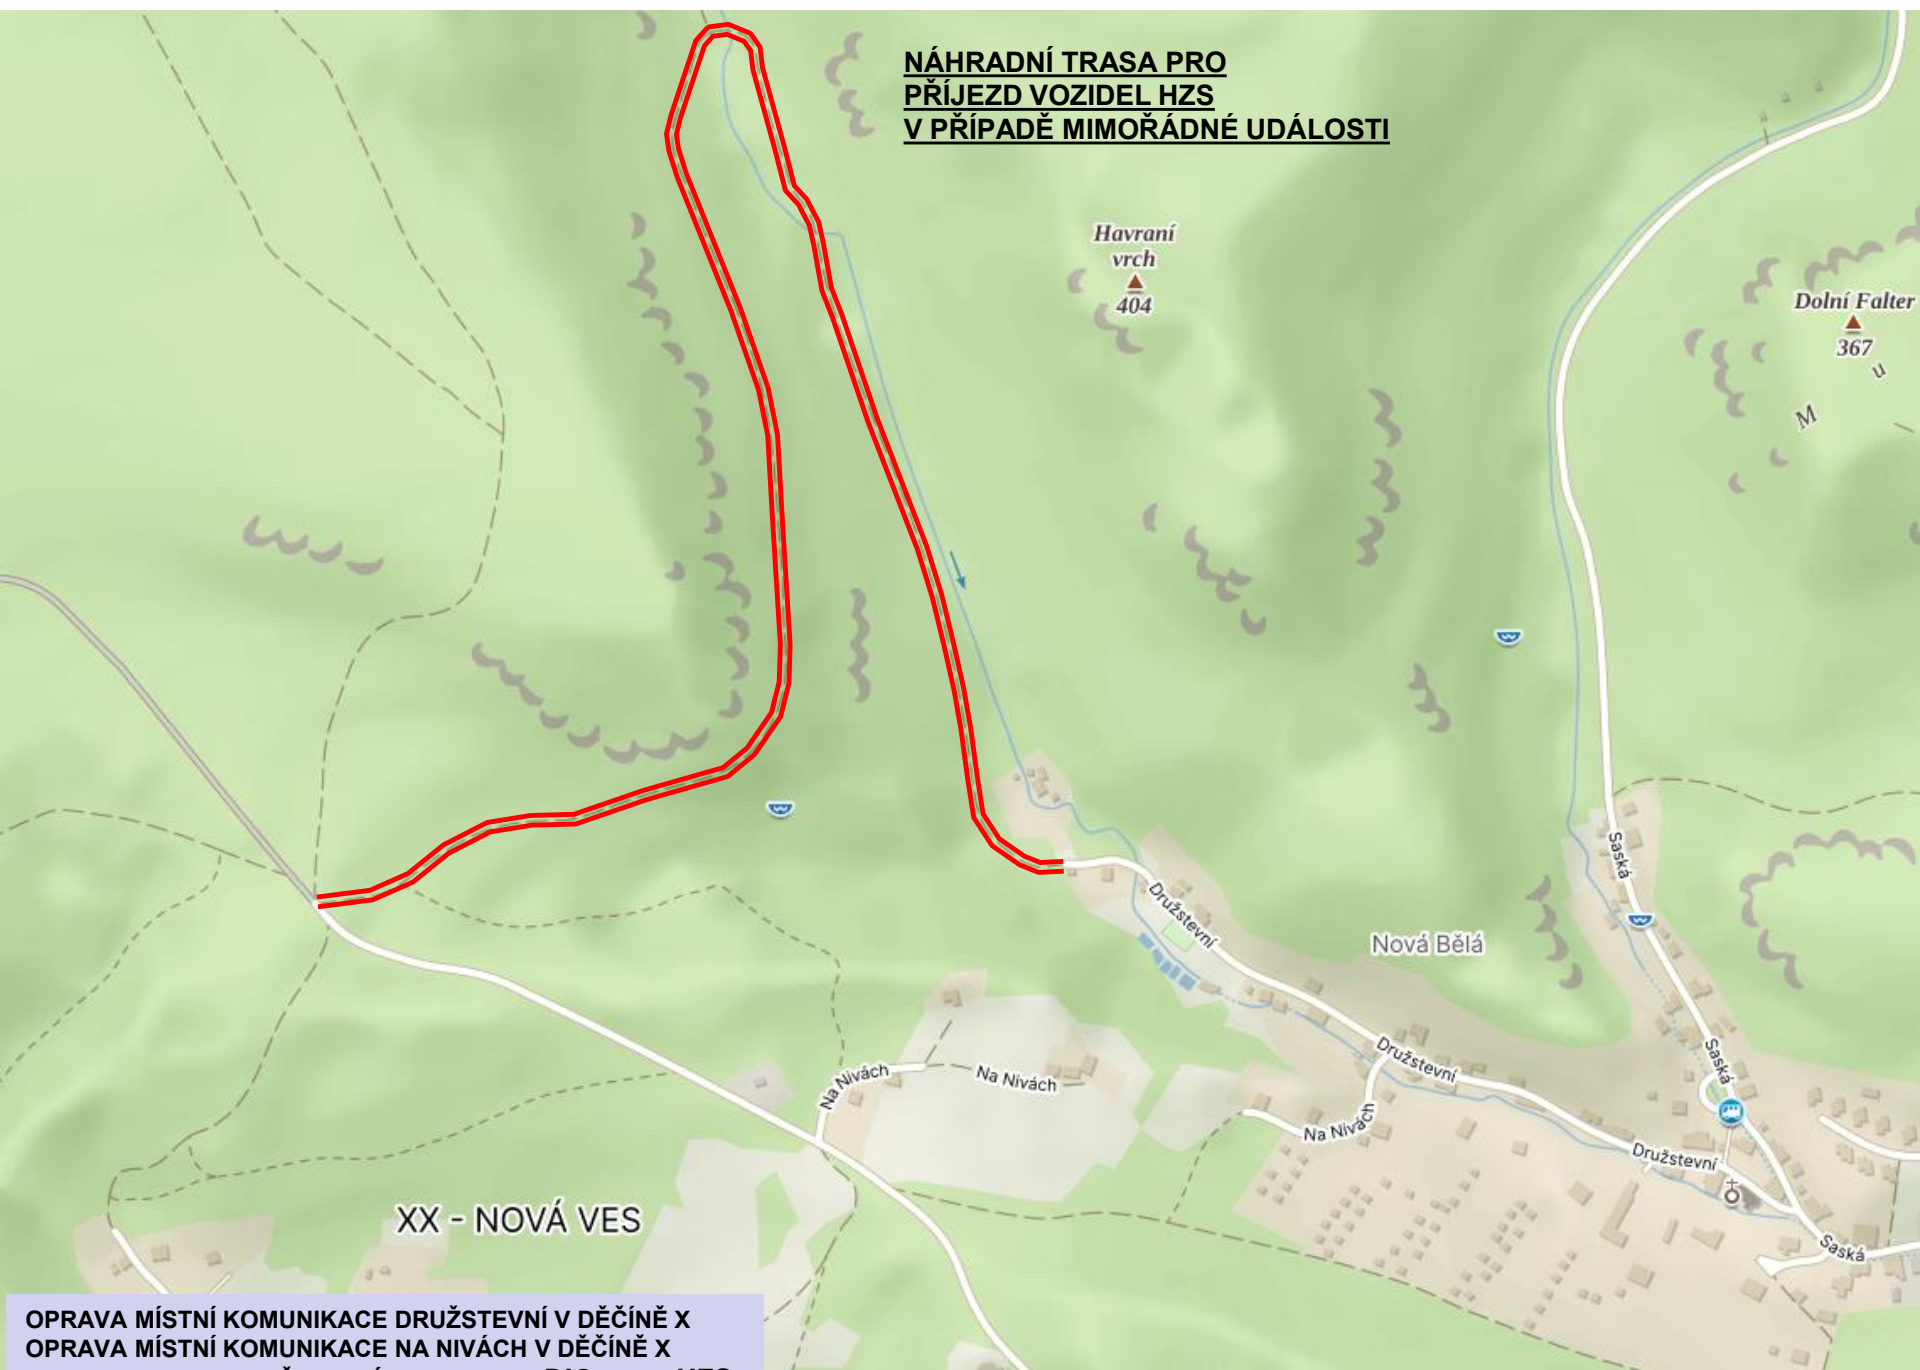 NÁHRADNÍ TRASA PRO
PŘÍJEZD VOZIDEL HZS
V PŘÍPADĚ MIMOŘÁDNÉ UDÁLOSTI
Havraní
vrch
404
Dolní Falter
367
M u
Saská
Družstevní
Nová Bělá
Na Nivách
Na Nivách
Družstevní
Saská
Na Nivách
Družstevní
XX - NOVÁ VES
Saská
OPRAVA MÍSTNÍ KOMUNIKACE DRUŽSTEVNÍ V DĚČÍNĚ X
OPRAVA MÍSTNÍ KOMUNIKACE NA NIVÁCH V DĚČÍNĚ X